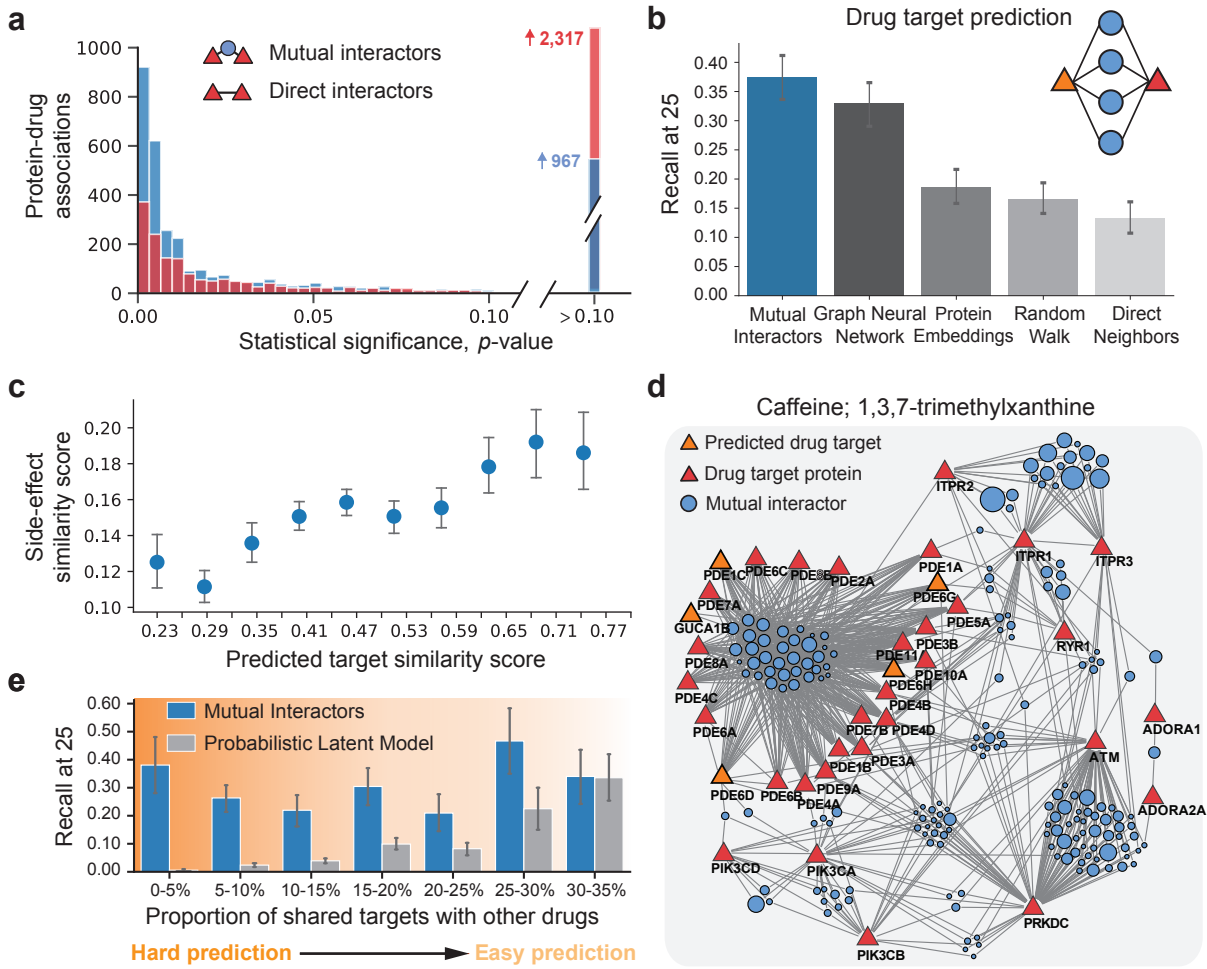 a
1000
800
600
400
200
0
Protein-drug
associations
Mutual interactors
Direct interactors
2,317
967
0.00
0.05
0.10
> 0.10
Statistical significance, p-value
b
Drug target prediction
Recall at 25
0.40
0.35
0.30
0.25
0.20
0.15
0.10
0.05
0.00
Mutual
Interactors
Graph Neural
Network
Protein
Embeddings
Random
Walk
Direct
Neighbors
c
Side-effect
similarity score
0.20
0.18
0.16
0.14
0.12
0.10
0.23
0.29
0.35
0.41
0.47
0.53
0.59
0.65
0.71
0.77
Predicted target similarity score
d
Caffeine; 1,3,7-trimethylxanthine
Predicted drug target
Drug target protein
Mutual interactor
ITPR2
ITPR1
ITPR3
PDE1C
PDE6C
PDE8B
PDE2A
PDE1A
PDE6G
PDE7A
PDE5A
GUCA1B
PDE3B
RYR1
PDE8A
PDE11
PDE10A
PDE6H
PDE4C
PDE4B
PDE6A
PDE7B
PDE4D
ADORA1
PDE1B
PDE3A
ATM
PDE6D
PDE6B
PDE9A
PDE4A
ADORA2A
PIK3CD
PIK3CA
PRKDC
PIK3CB
e
Recall at 25
0.60
0.50
0.40
0.30
0.20
0.10
0.00
Mutual Interactors
Probabilistic Latent Model
0-5%
5-10%
10-15%
15-20%
20-25%
25-30%
30-35%
Proportion of shared targets with other drugs
Hard prediction
Easy prediction